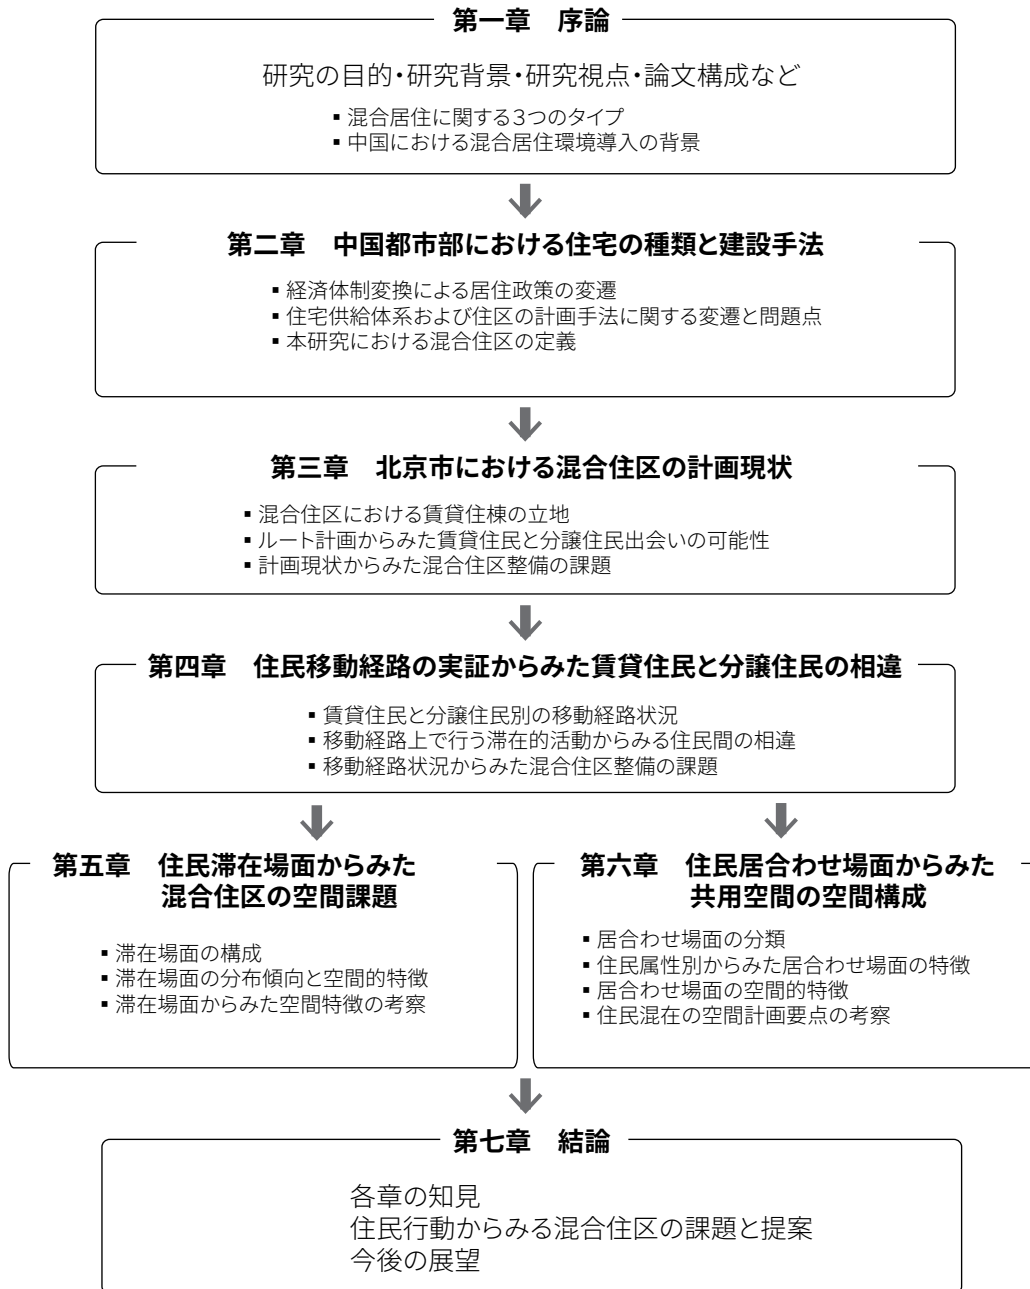 第一章　序論
研究の目的・研究背景・研究視点・論文構成など
▪ 混合居住に関する3つのタイプ
▪ 中国における混合居住環境導入の背景
第二章　中国都市部における住宅の種類と建設手法
▪ 経済体制変換による居住政策の変遷
▪ 住宅供給体系および住区の計画手法に関する変遷と問題点
▪ 本研究における混合住区の定義
第三章　北京市における混合住区の計画現状
▪ 混合住区における賃貸住棟の立地
▪ ルート計画からみた賃貸住民と分譲住民出会いの可能性
▪ 計画現状からみた混合住区整備の課題
第四章　住民移動経路の実証からみた賃貸住民と分譲住民の相違
▪ 賃貸住民と分譲住民別の移動経路状況
▪ 移動経路上で行う滞在的活動からみる住民間の相違
▪ 移動経路状況からみた混合住区整備の課題
第五章　住民滞在場面からみた
混合住区の空間課題
▪ 滞在場面の構成
▪ 滞在場面の分布傾向と空間的特徴
▪ 滞在場面からみた空間特徴の考察
第六章　住民居合わせ場面からみた
共用空間の空間構成
▪ 居合わせ場面の分類
▪ 住民属性別からみた居合わせ場面の特徴
▪ 居合わせ場面の空間的特徴
▪ 住民混在の空間計画要点の考察
第七章　結論
各章の知見
住民行動からみる混合住区の課題と提案
今後の展望